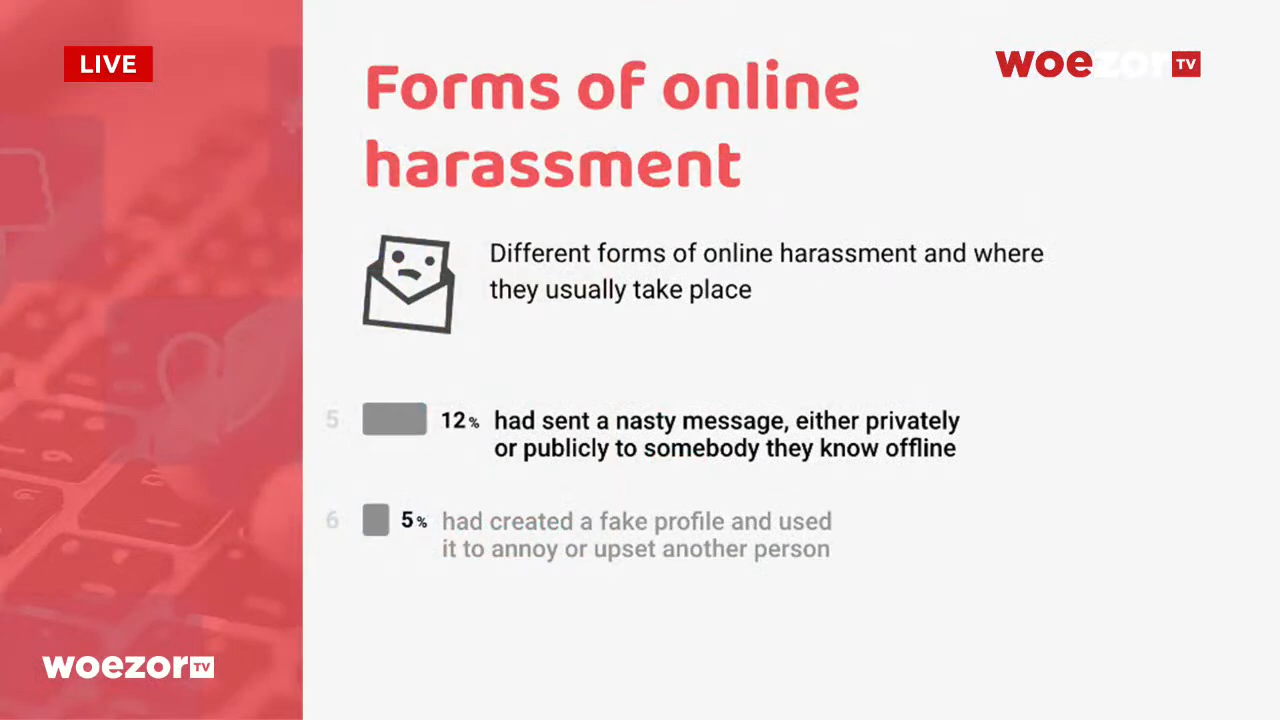 LIVE
woezor TV
Forms of online
harassment
Different forms of online harassment and where
they usually take place
5 12% had sent a nasty message, either privately
or publicly to somebody they know offline
6 5% had created a fake profile and used
it to annoy or upset another person
woezor TV